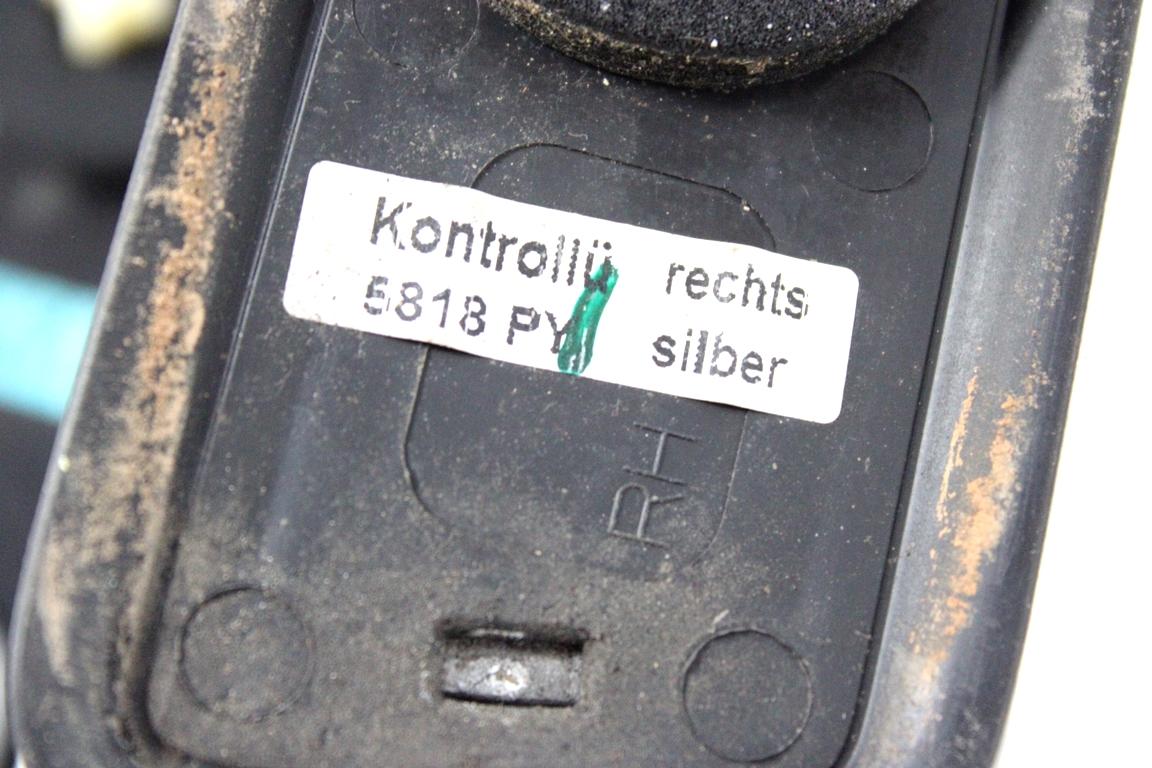 Kontrollü rechts
5818 PY silber
RH